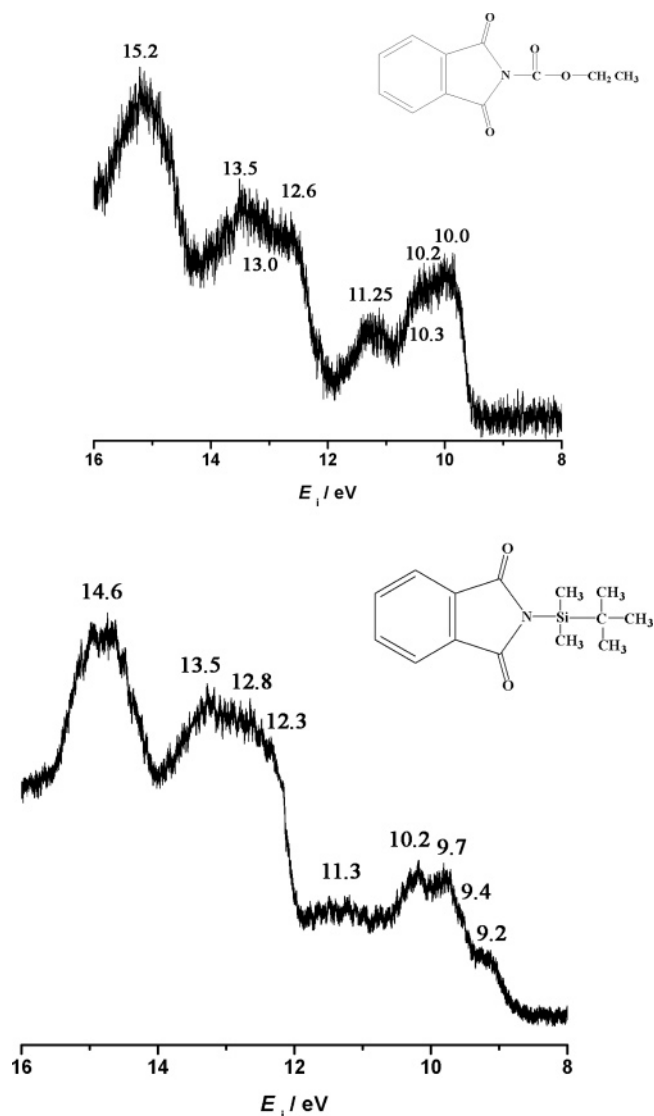 15.2
13.5
12.6
13.0
11.25
10.2
10.0
10.3
O
O
N
C
O
CH₂
CH₃
O
16
14
12
10
8
E i / eV
14.6
13.5
12.8
12.3
11.3
10.2
9.7
9.4
9.2
O
CH₃
CH₃
N
Si
C
CH₃
CH₃
CH₃
O
16
14
12
10
8
E i / eV